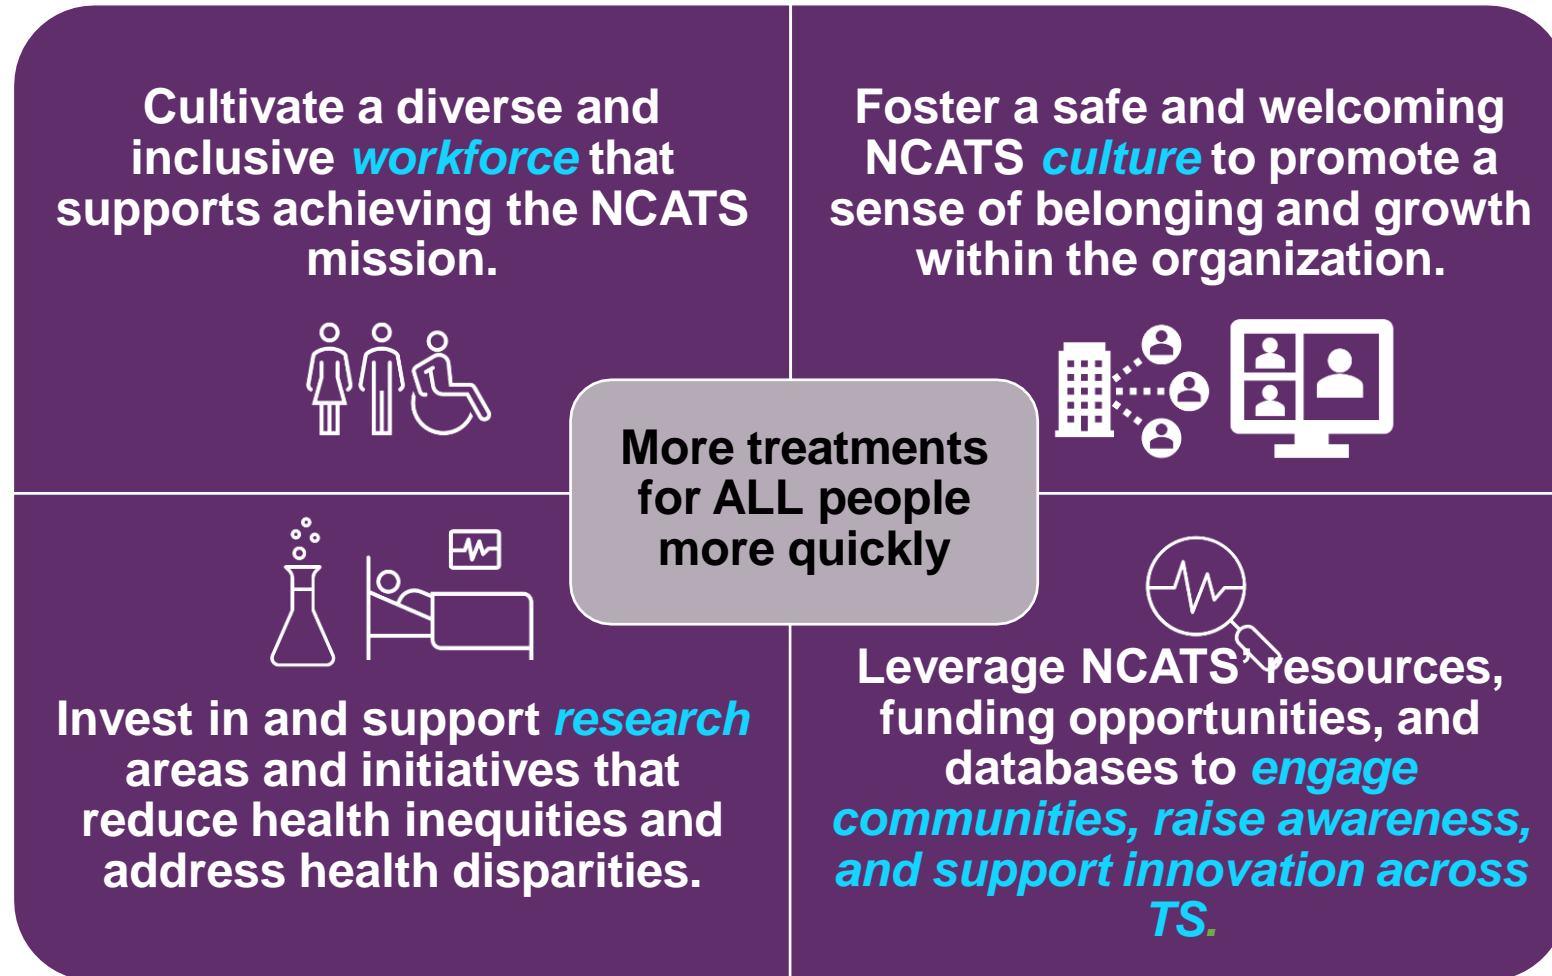 Cultivate a diverse and
inclusive workforce that
supports achieving the NCATS
mission.
Foster a safe and welcoming
NCATS culture to promote a
sense of belonging and growth
within the organization.
More treatments
for ALL people
more quickly
Invest in and support research
areas and initiatives that
reduce health inequities and
address health disparities.
Leverage NCATS’ resources,
funding opportunities, and
databases to engage
communities, raise awareness,
and support innovation across
TS.